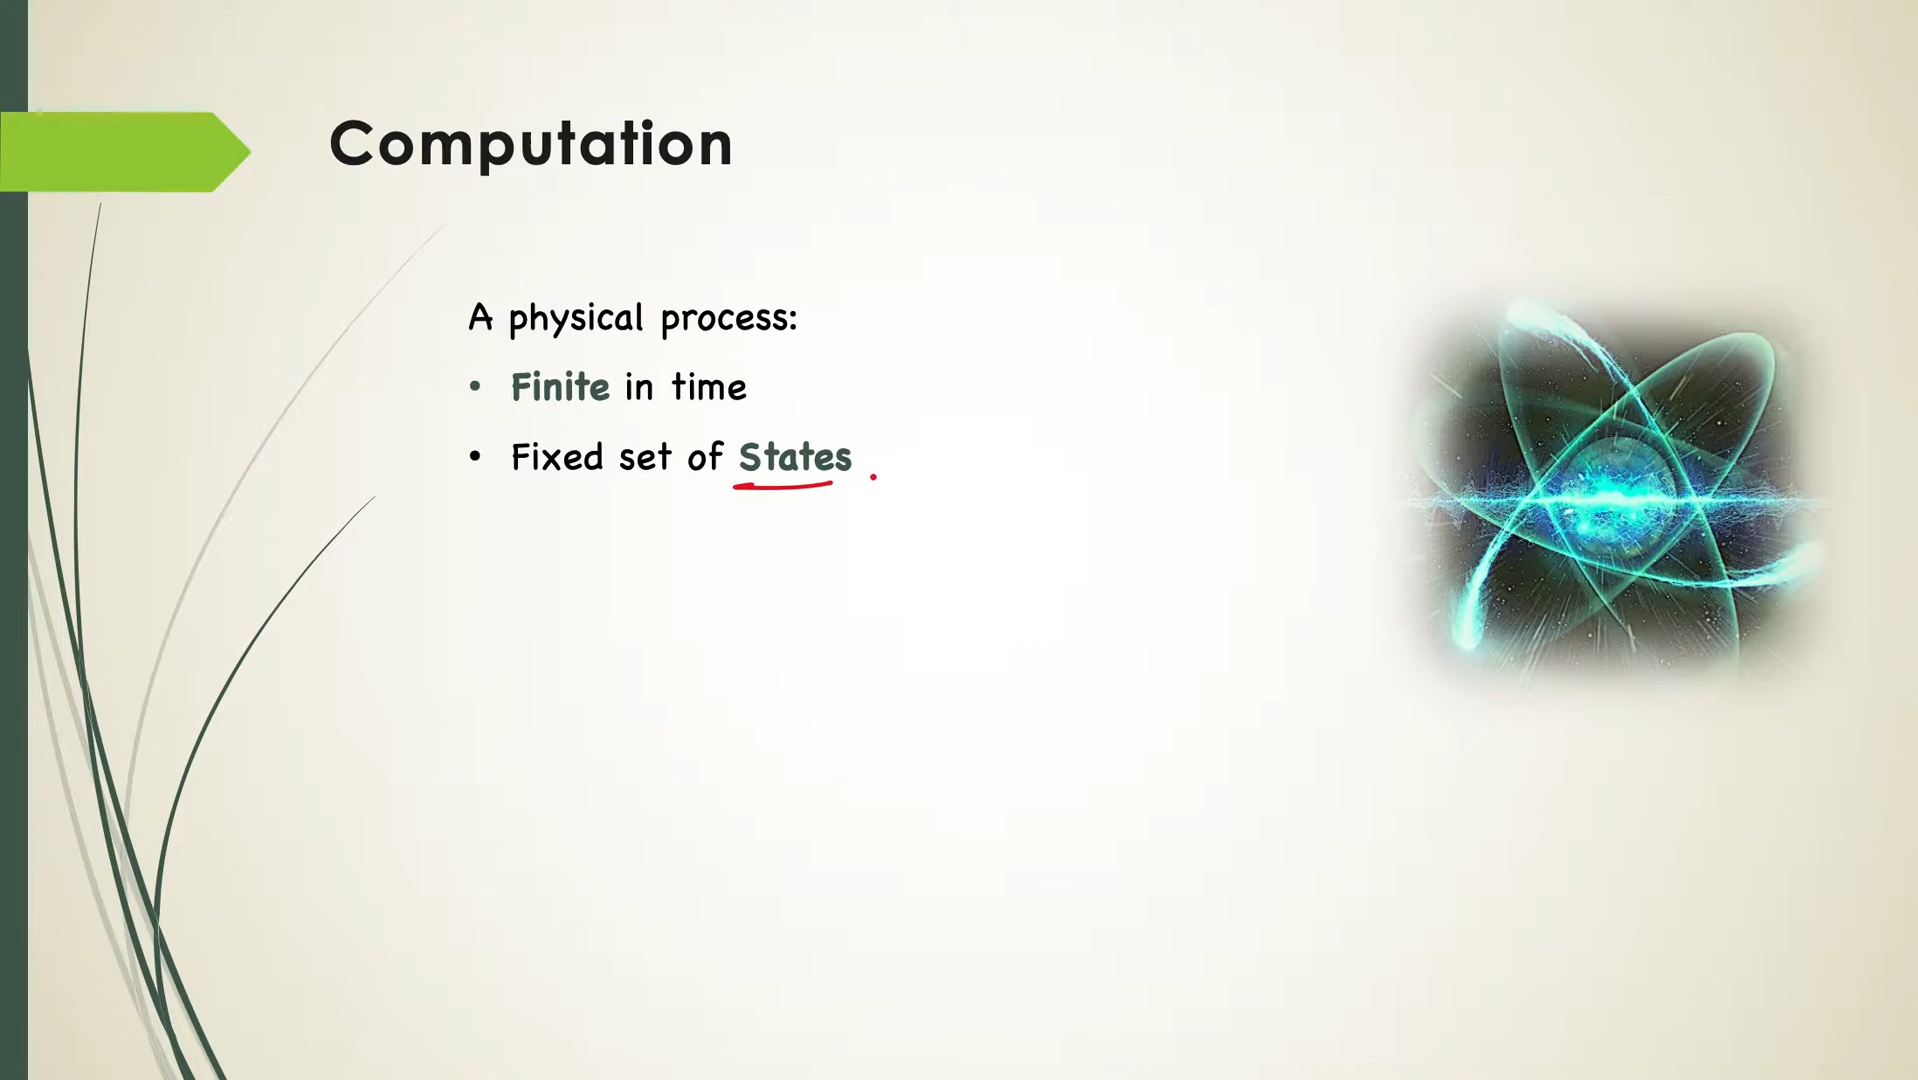 Computation
A physical process:
• Finite in time
• Fixed set of States